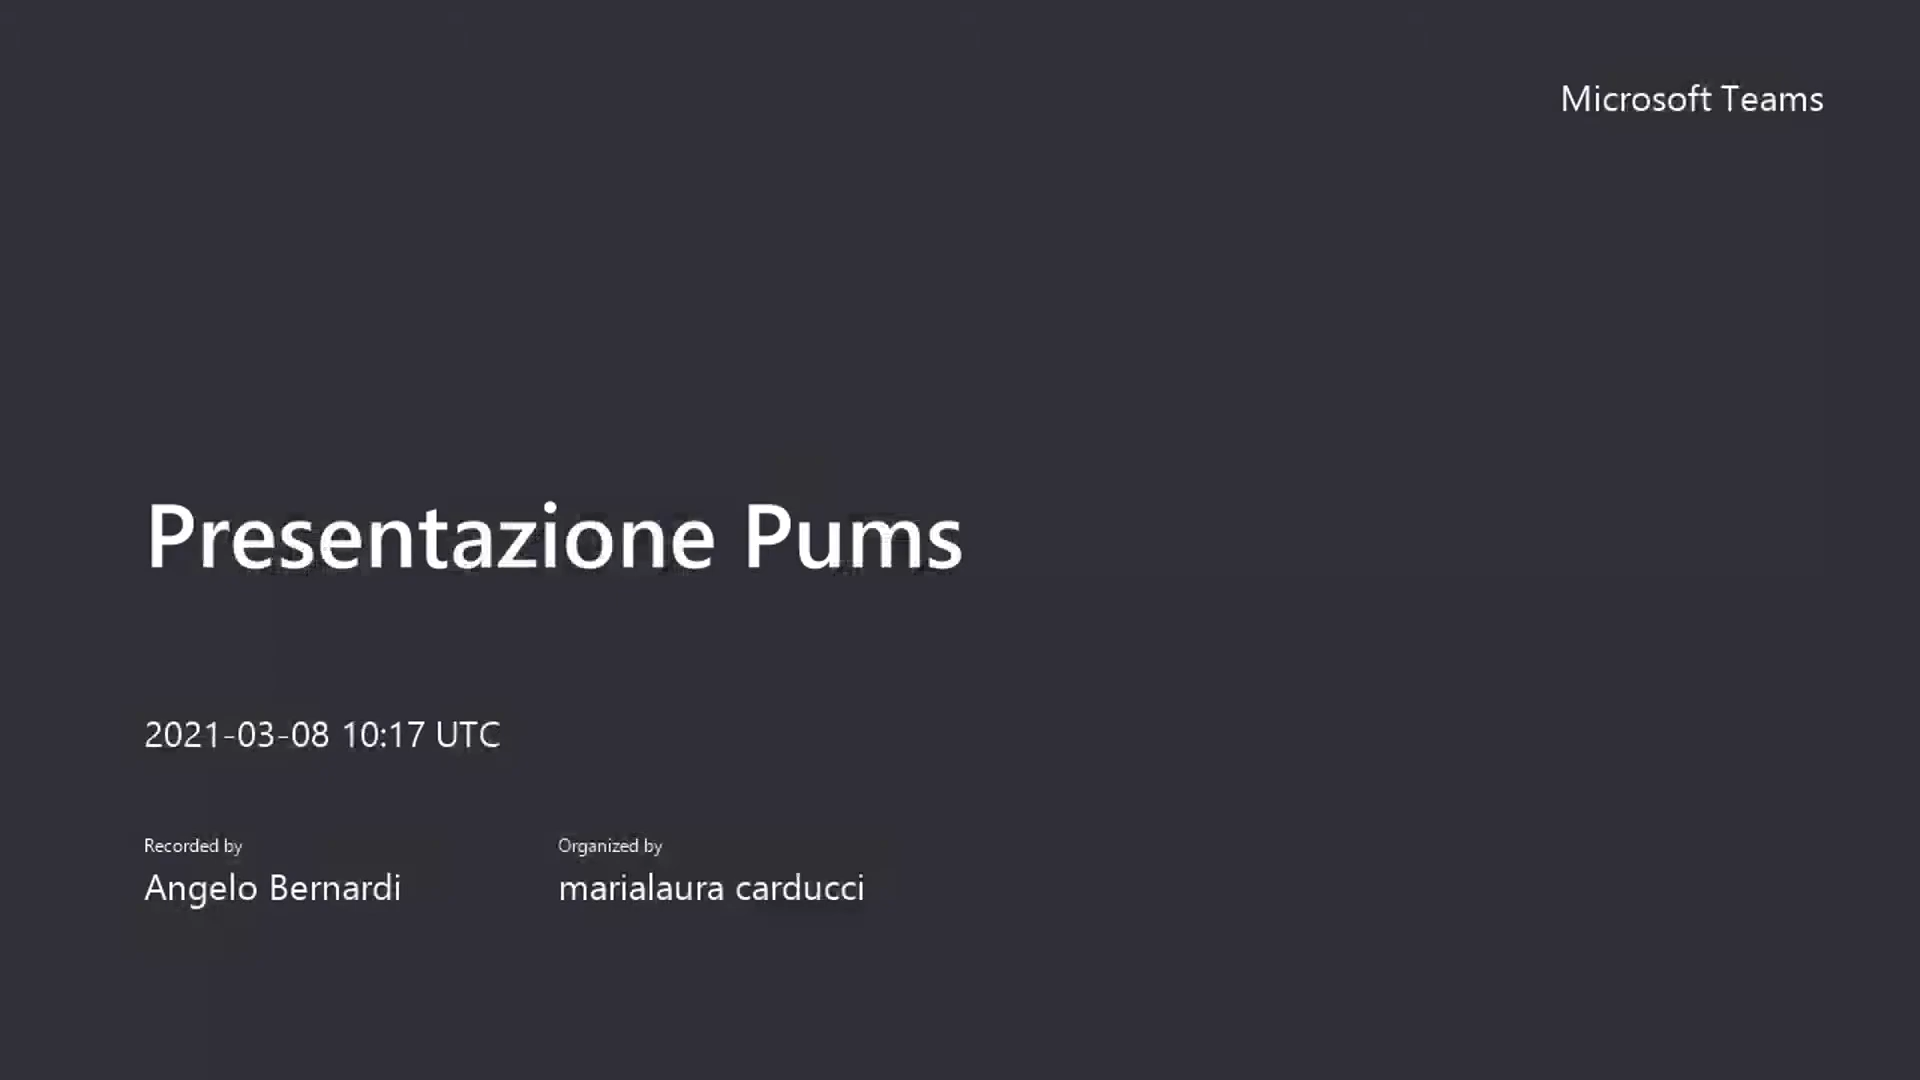 Microsoft Teams
Presentazione Pums
2021-03-08 10:17 UTC
Recorded by
Angelo Bernardi
Organized by
marialaura carducci